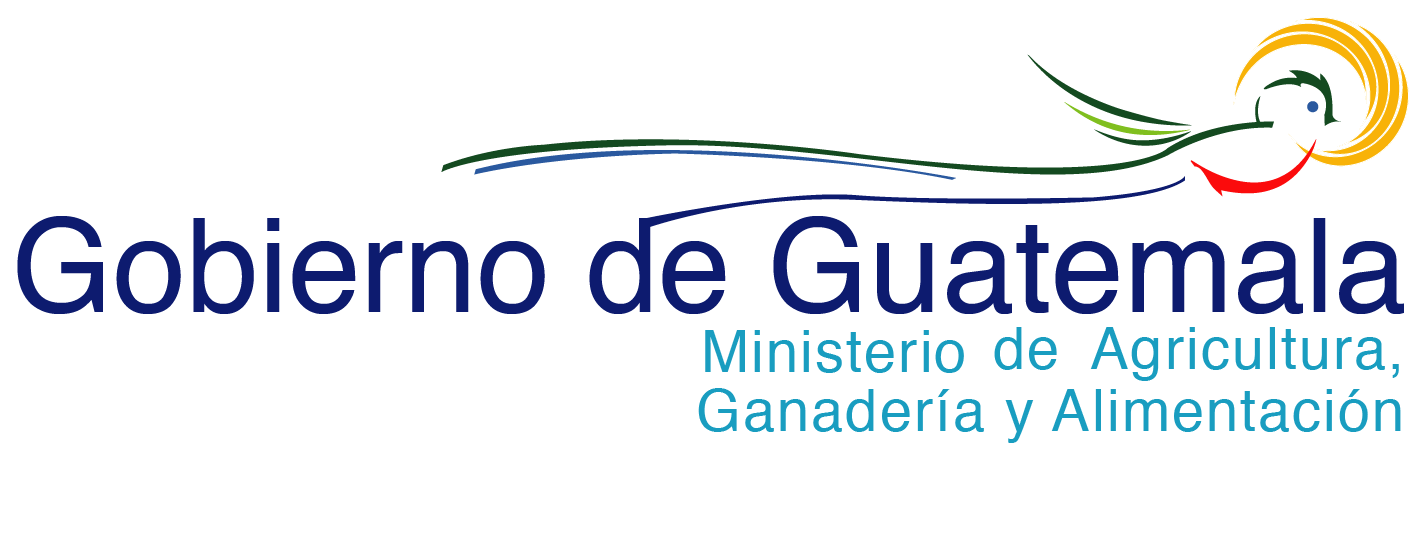 Gobierno de Guatemala
Ministerio de Agricultura,
Ganadería y Alimentación